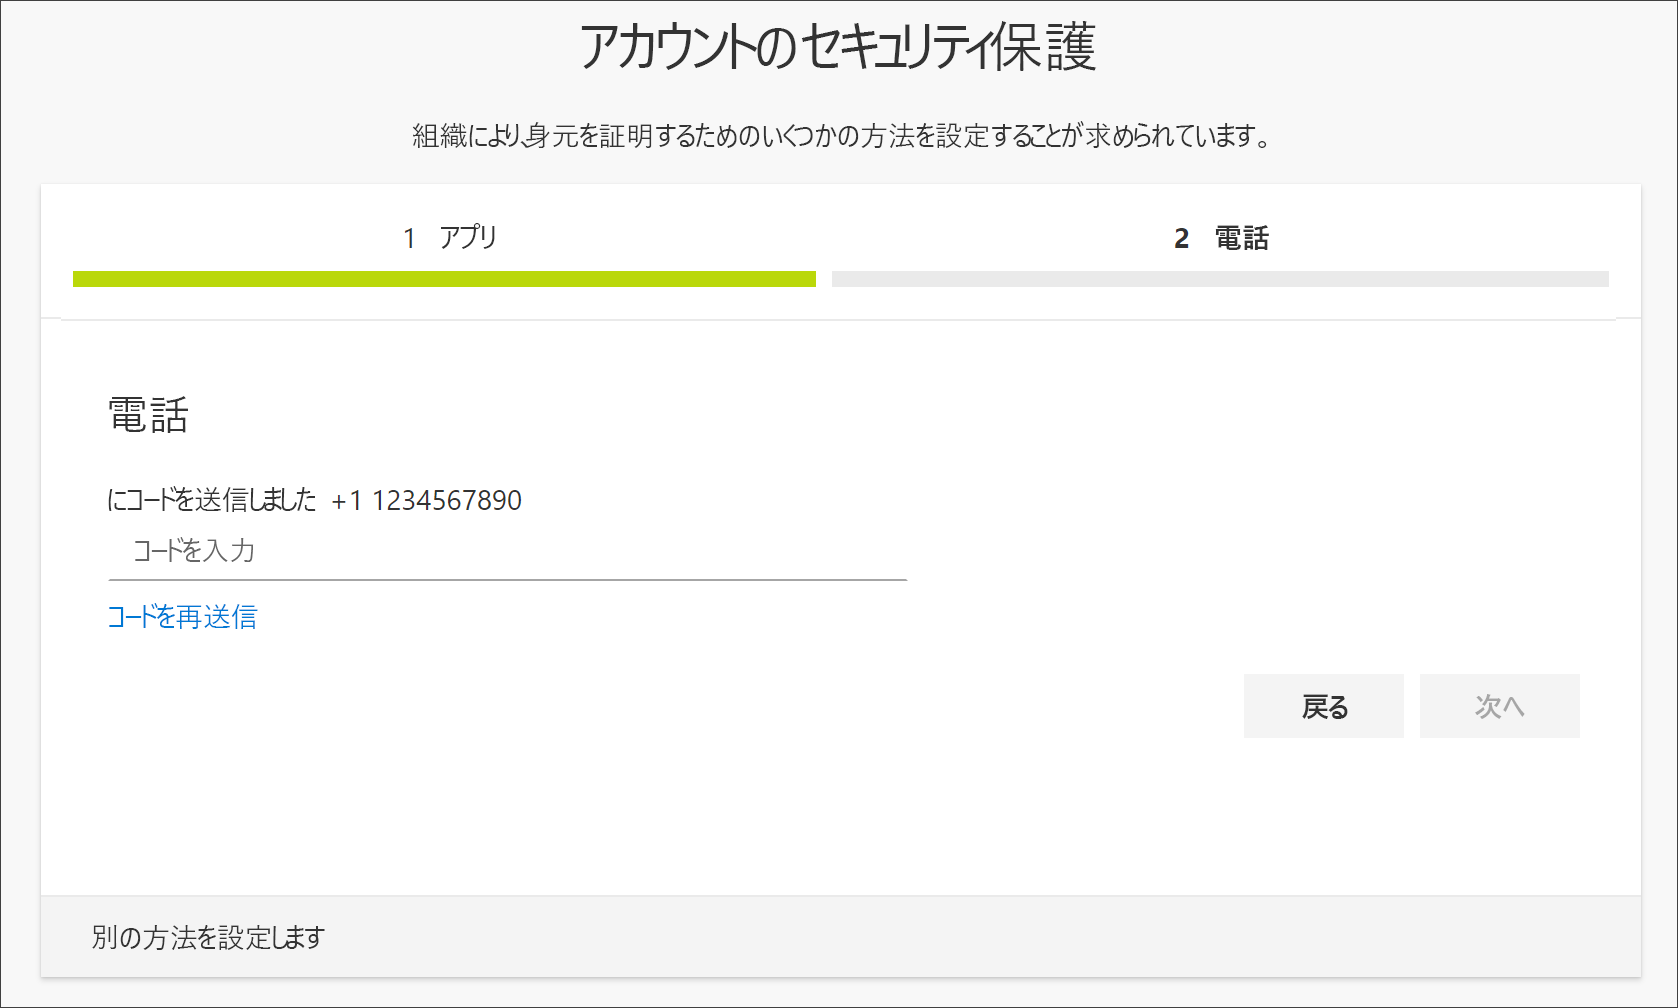 アカウントのセキュリティ保護
組織により、身元を証明するためのいくつかの方法を設定することが求められています。
1 アプリ
2 電話
電話
にコードを送信しました +1 1234567890
コードを入力
コードを再送信
戻る
次へ
別の方法を設定します